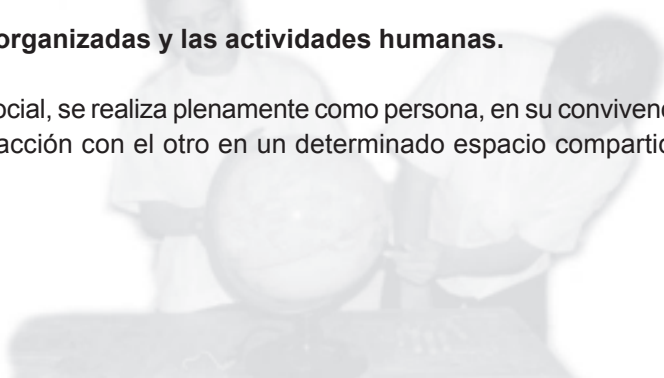 organizadas y las actividades humanas.
ocial, se realiza plenamente como persona, en su convivenc
acción con el otro en un determinado espacio compartid